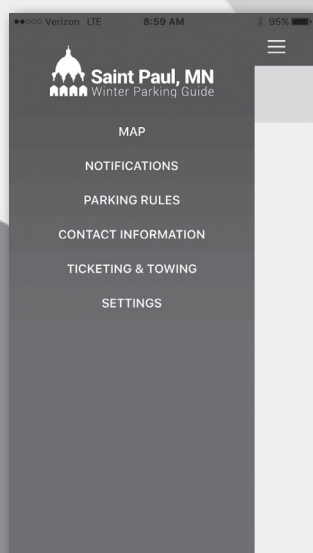 Verizon LTE 8:59 AM 95%
Saint Paul, MN
Winter Parking Guide
MAP
NOTIFICATIONS
PARKING RULES
CONTACT INFORMATION
TICKETING & TOWING
SETTINGS